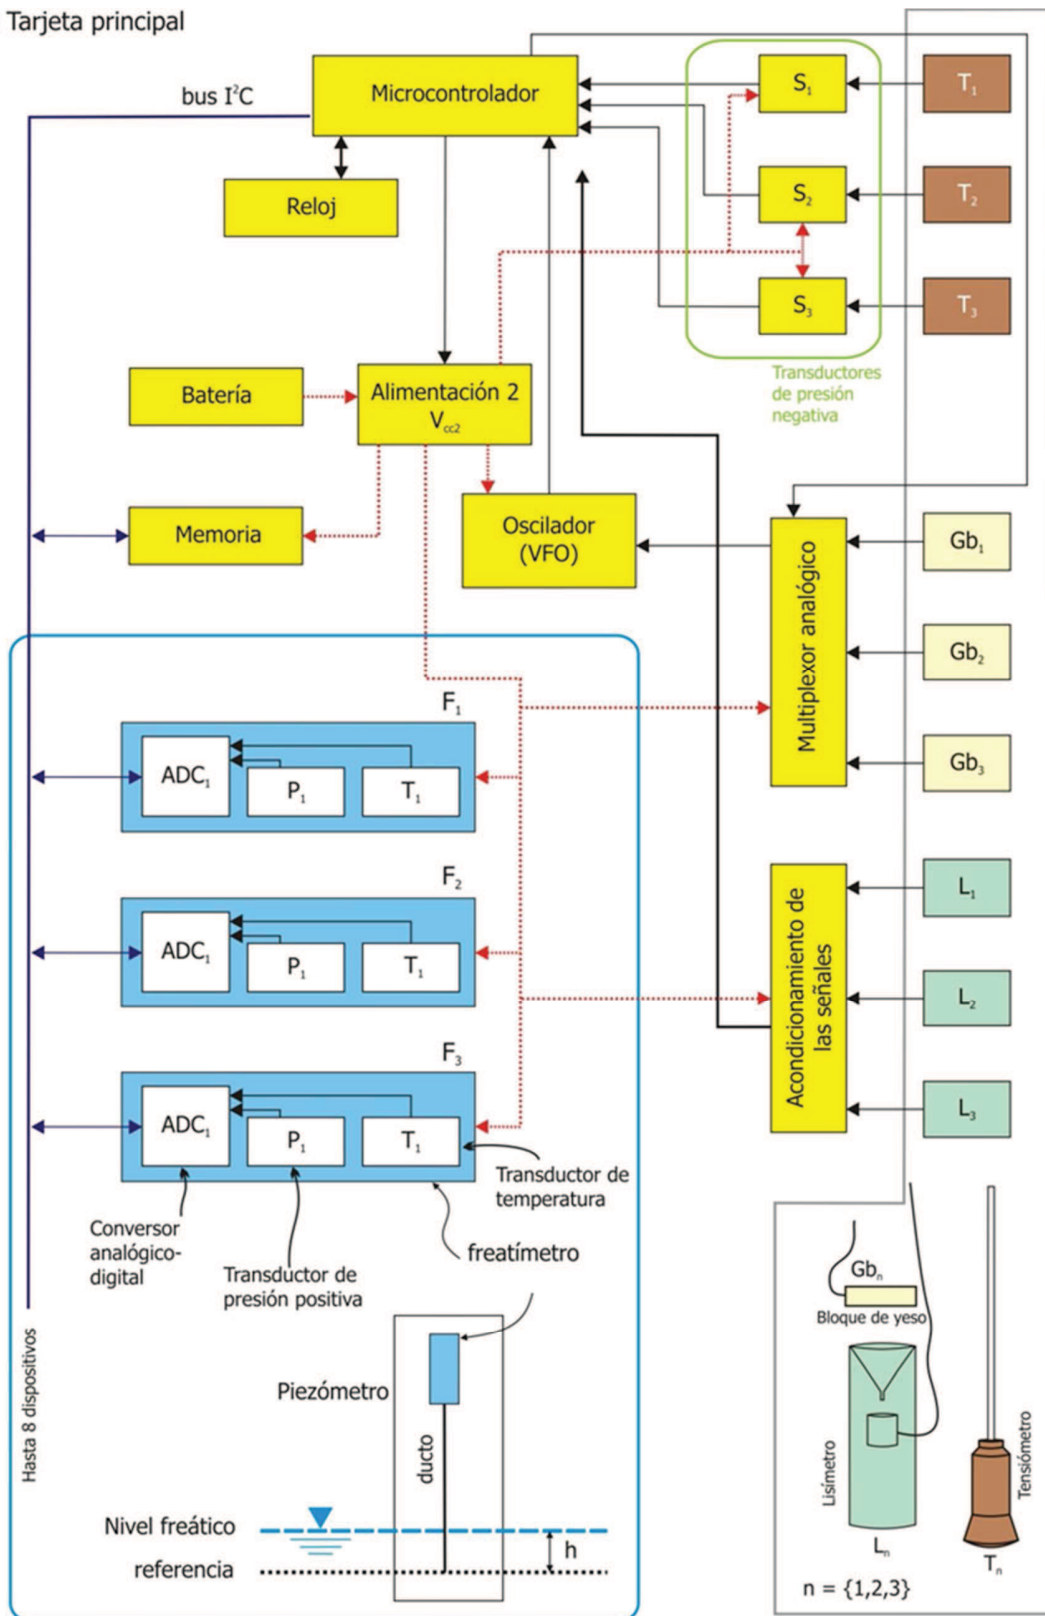 Tarjeta principal
bus I²C
Microcontrolador
S₁
T₁
Reloj
S₂
T₂
S₃
T₃
Transductores
de presión
negativa
Batería
Alimentación 2
Vcc2
Memoria
Oscilador
(VFO)
Multiplexor analógico
Gb₁
Gb₂
Gb₃
F₁
ADC₁
P₁
T₁
F₂
ADC₁
P₁
T₁
F₃
ADC₁
P₁
T₁
Acondicionamiento de
las señales
L₁
L₂
L₃
Transductor de
temperatura
Conversor
analógico-
digital
Transductor de
presión positiva
freatímetro
Hasta 8 dispositivos
Piezómetro
ducto
Nivel freático
h
referencia
Gbₙ
Bloque de yeso
Lisímetro
Lₙ
Tensiómetro
Tₙ
n = {1,2,3}